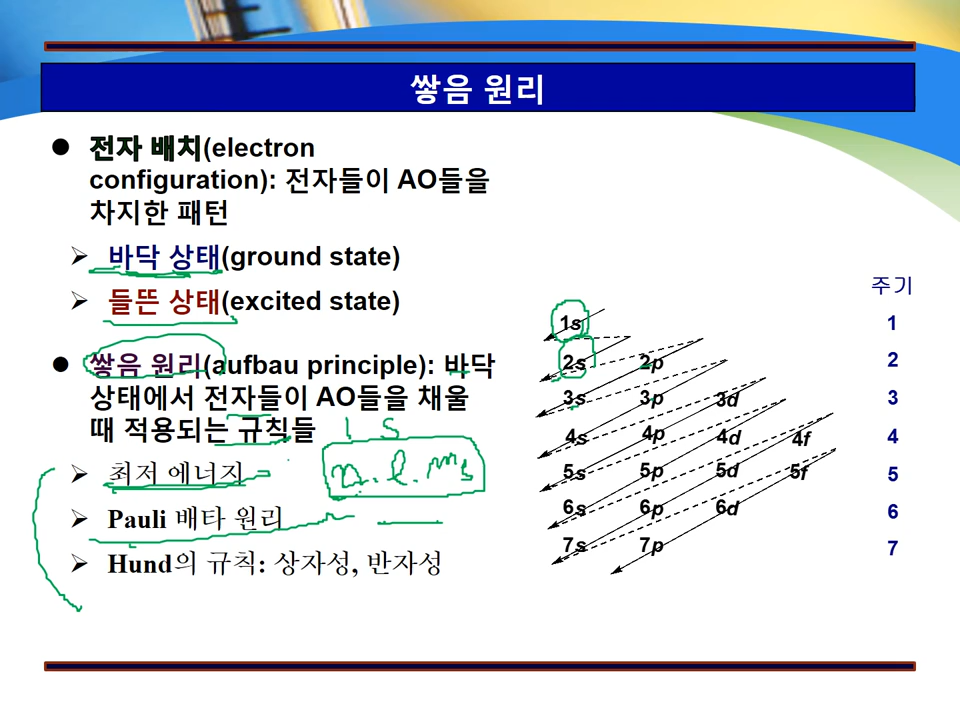 쌓음 원리
전자 배치(electron
configuration): 전자들이 AO들을
차지한 패턴
바닥 상태(ground state)
들뜬 상태(excited state)
쌓음 원리(aufbau principle): 바닥
상태에서 전자들이 AO들을 채울
때 적용되는 규칙들
1 S
최저 에너지
n. l. ms
Pauli 배타 원리
Hund의 규칙: 상자성, 반자성
주기
1s 1
2s 2p 2
3s 3p 3d 3
4s 4p 4d 4f 4
5s 5p 5d 5f 5
6s 6p 6d 6
7s 7p 7